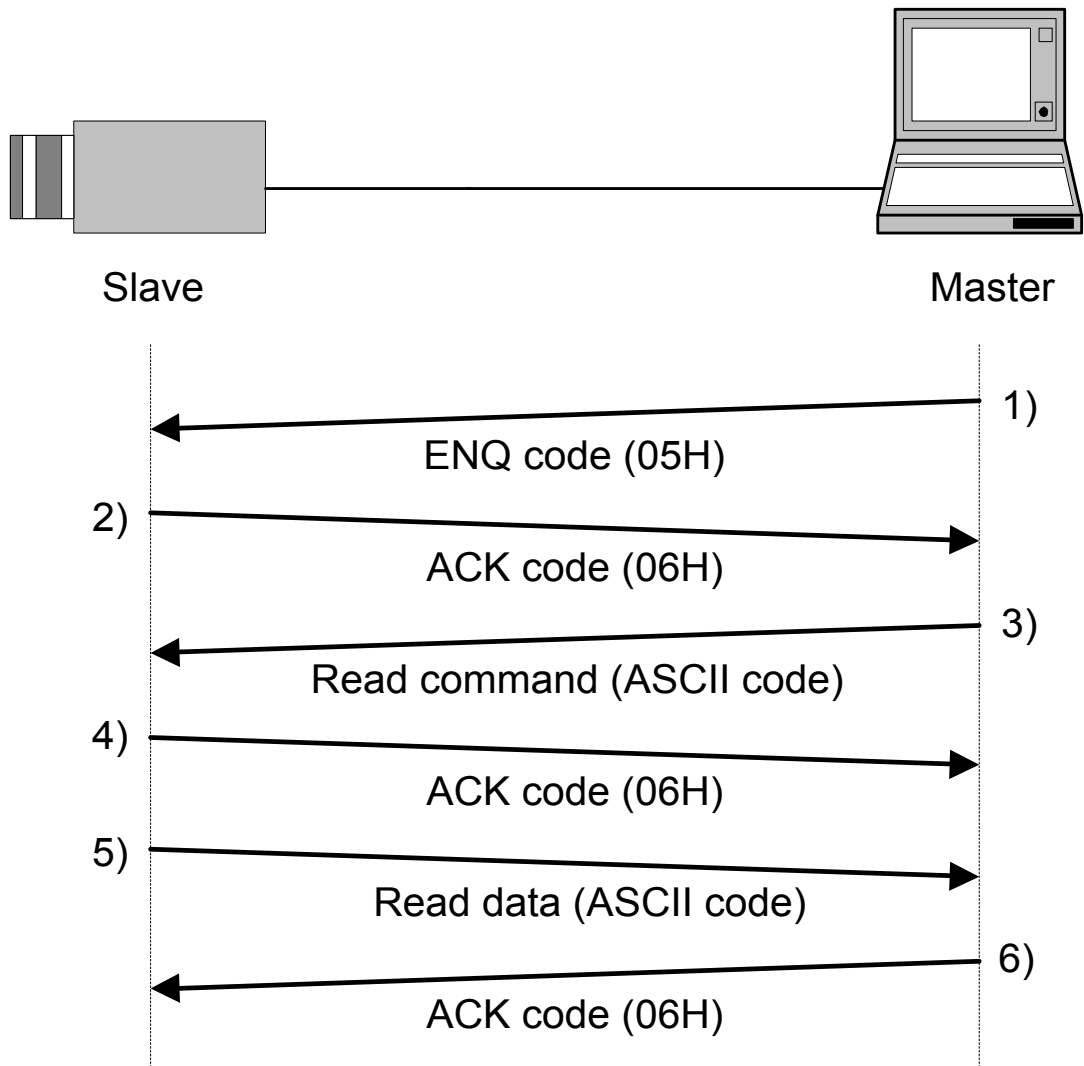 Slave
Master
1)
ENQ code (05H)
2)
ACK code (06H)
3)
Read command (ASCII code)
4)
ACK code (06H)
5)
Read data (ASCII code)
6)
ACK code (06H)